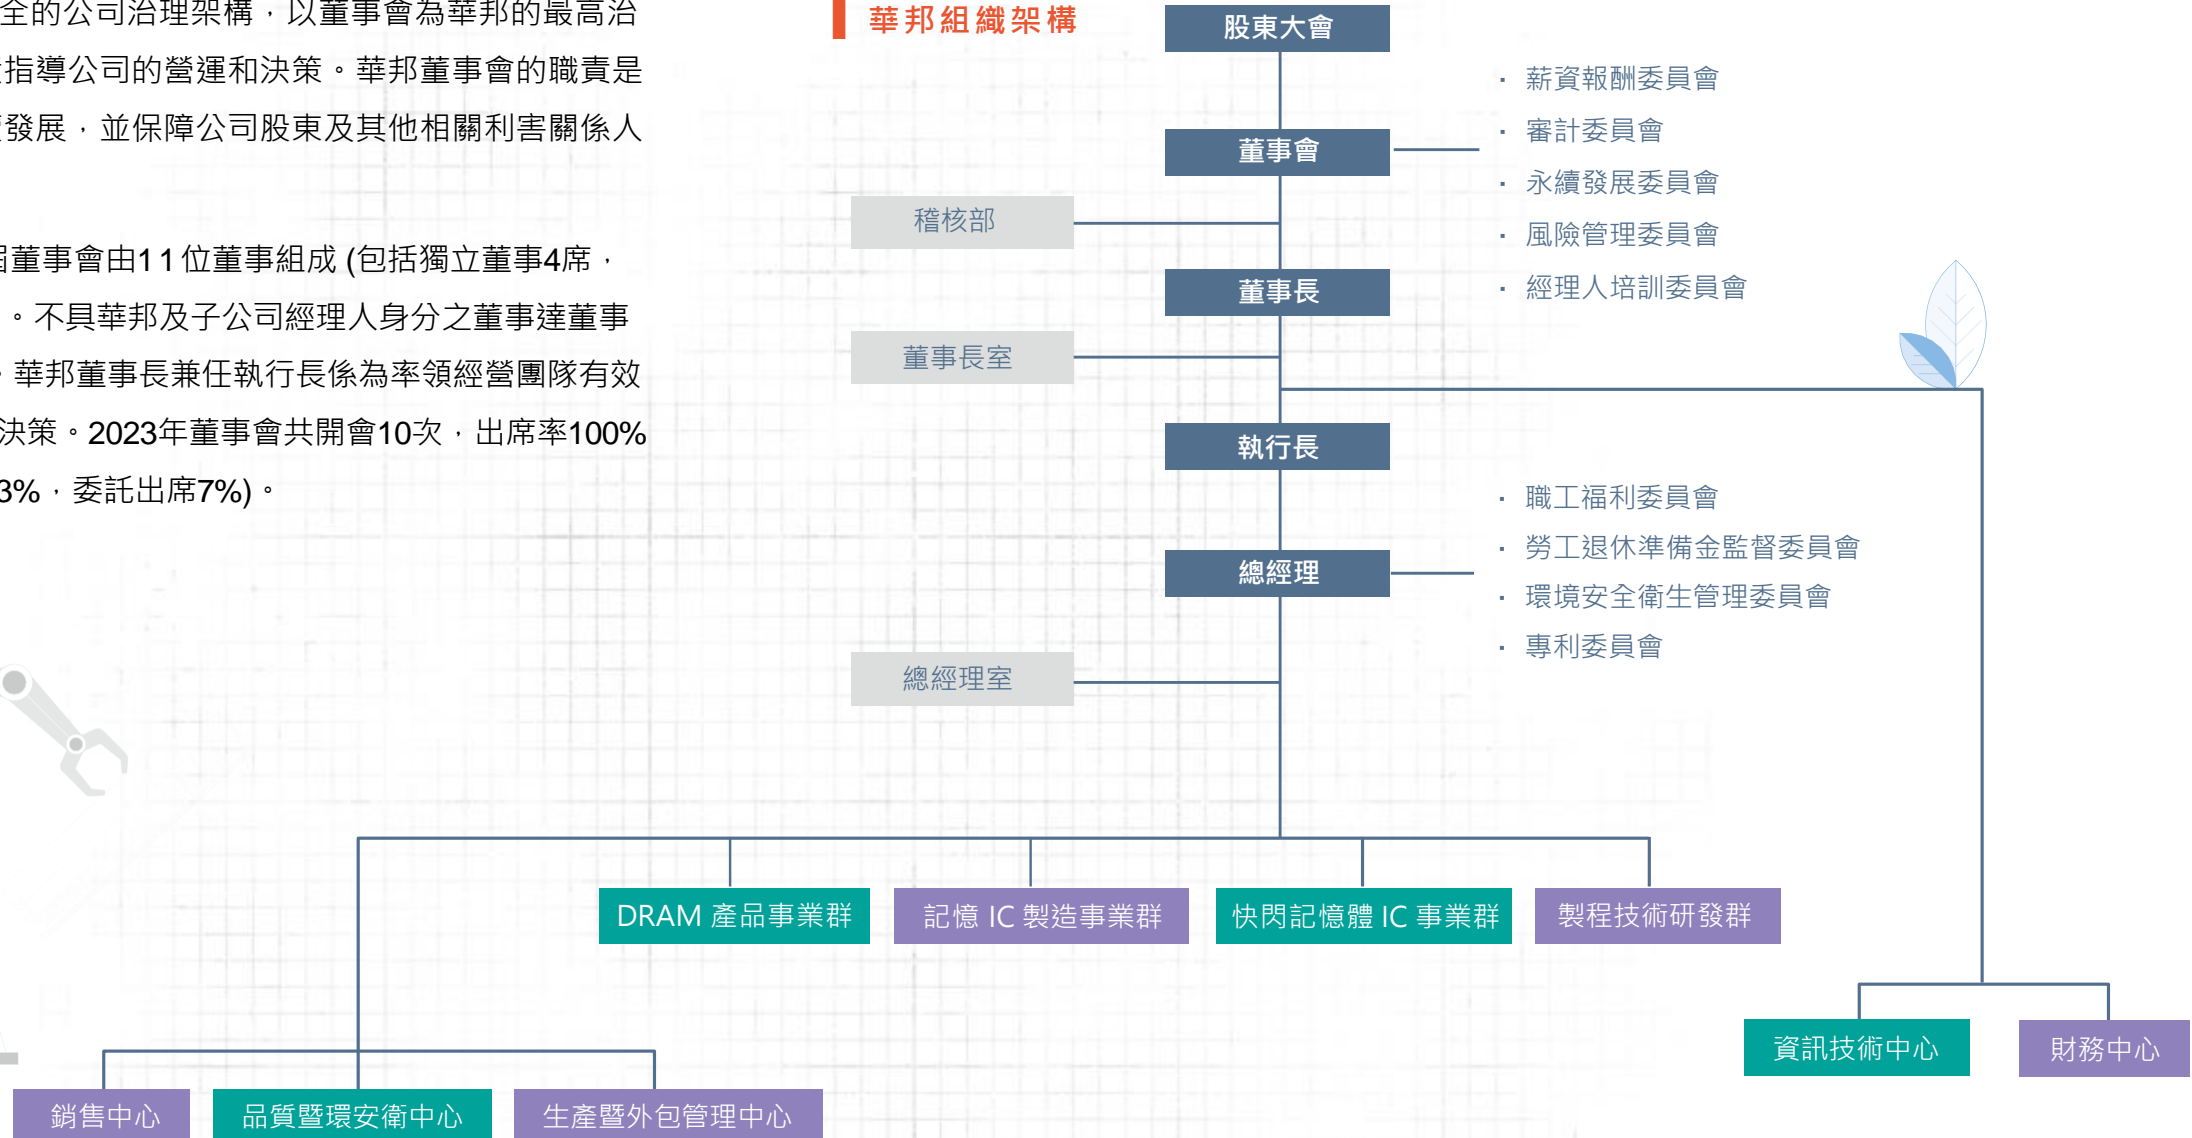 全的公司治理架構，以董事會為華邦的最高治
指導公司的營運和決策。華邦董事會的職責是
發展，並保障公司股東及其他相關利害關係人
董事會由11位董事組成 (包括獨立董事4席，
。不具華邦及子公司經理人身分之董事達董事
，華邦董事長兼任執行長係為率領經營團隊有效
決策。2023年董事會共開會10次，出席率100%
3%，委託出席7%)。
華邦組織架構
股東大會
董事會
· 薪資報酬委員會
· 審計委員會
· 永續發展委員會
· 風險管理委員會
· 經理人培訓委員會
稽核部
董事長
董事長室
執行長
總經理
· 職工福利委員會
· 勞工退休準備金監督委員會
· 環境安全衛生管理委員會
· 專利委員會
總經理室
DRAM 產品事業群
記憶 IC 製造事業群
快閃記憶體 IC 事業群
製程技術研發群
資訊技術中心
財務中心
銷售中心
品質暨環安衛中心
生產暨外包管理中心